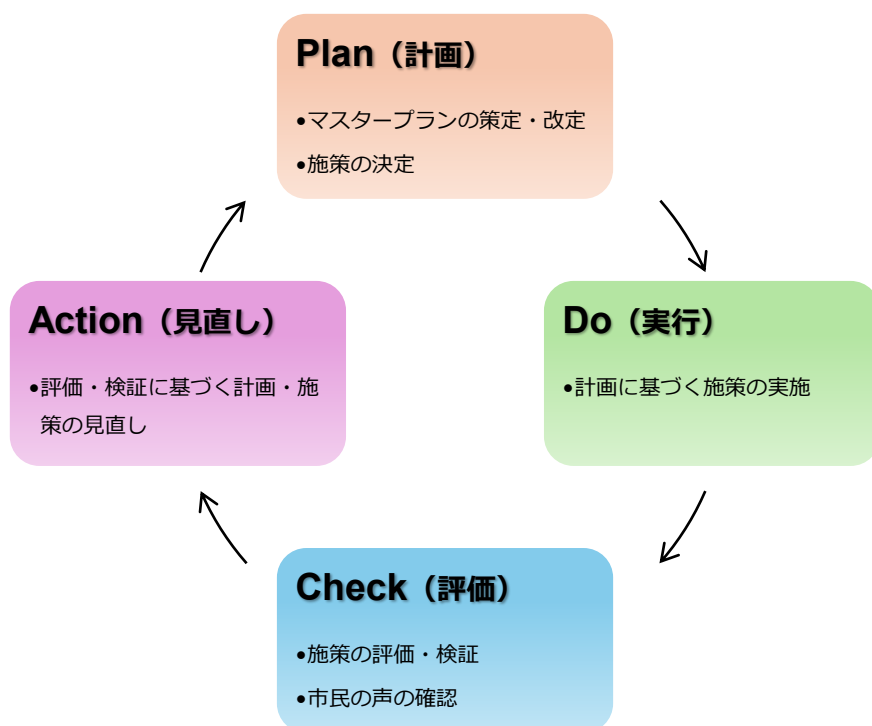 Plan（計画）
•マスタープランの策定・改定
•施策の決定
Action（見直し）
•評価・検証に基づく計画・施
策の見直し
Do（実行）
•計画に基づく施策の実施
Check（評価）
•施策の評価・検証
•市民の声の確認